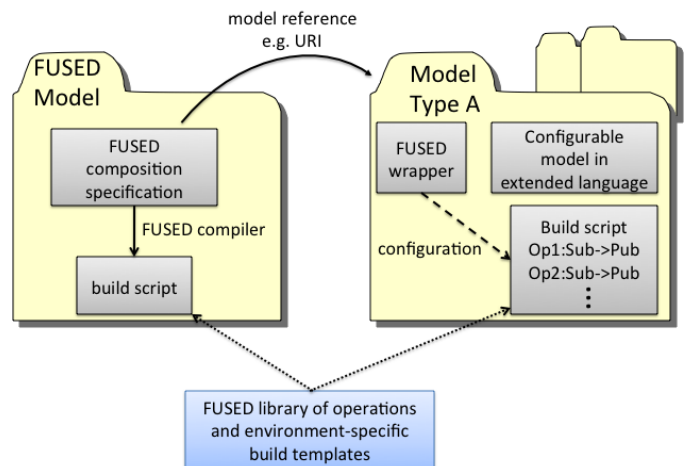 model reference
e.g. URI
FUSED
Model
FUSED
composition
specification
FUSED compiler
build script
Model
Type A
FUSED
wrapper
Configurable
model in
extended language
configuration
Build script
Op1:Sub->Pub
Op2:Sub->Pub
FUSED library of operations
and environment-specific
build templates